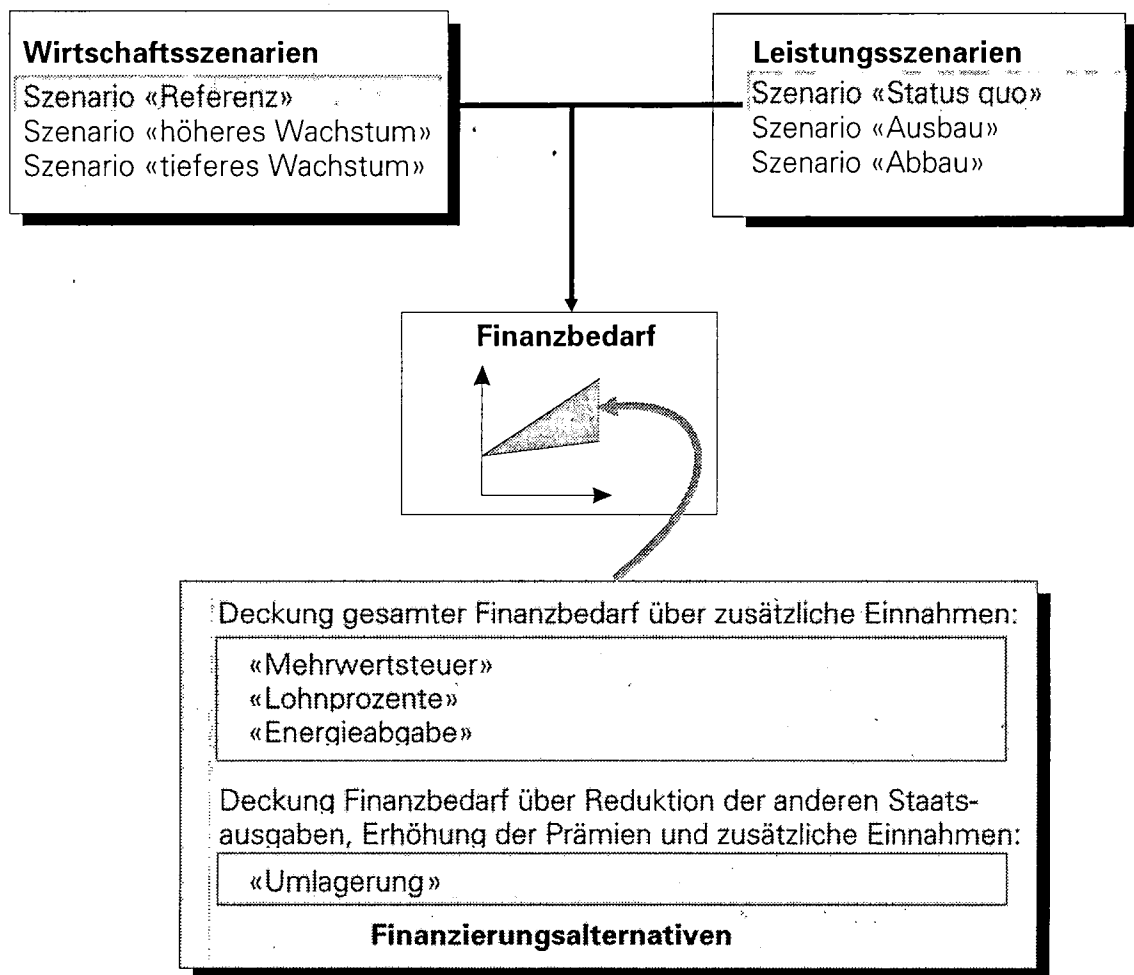 Wirtschaftsszenarien
Szenario «Referenz»
Szenario «höheres Wachstum»
Szenario «tieferes Wachstum»
Leistungsszenarien
Szenario «Status quo»
Szenario «Ausbau»
Szenario «Abbau»
Finanzbedarf
Deckung gesamter Finanzbedarf über zusätzliche Einnahmen:
«Mehrwertsteuer»
«Lohnprozente»
«Energieabgabe»
Deckung Finanzbedarf über Reduktion der anderen Staats-
ausgaben, Erhöhung der Prämien und zusätzliche Einnahmen:
«Umlagerung»
Finanzierungsalternativen